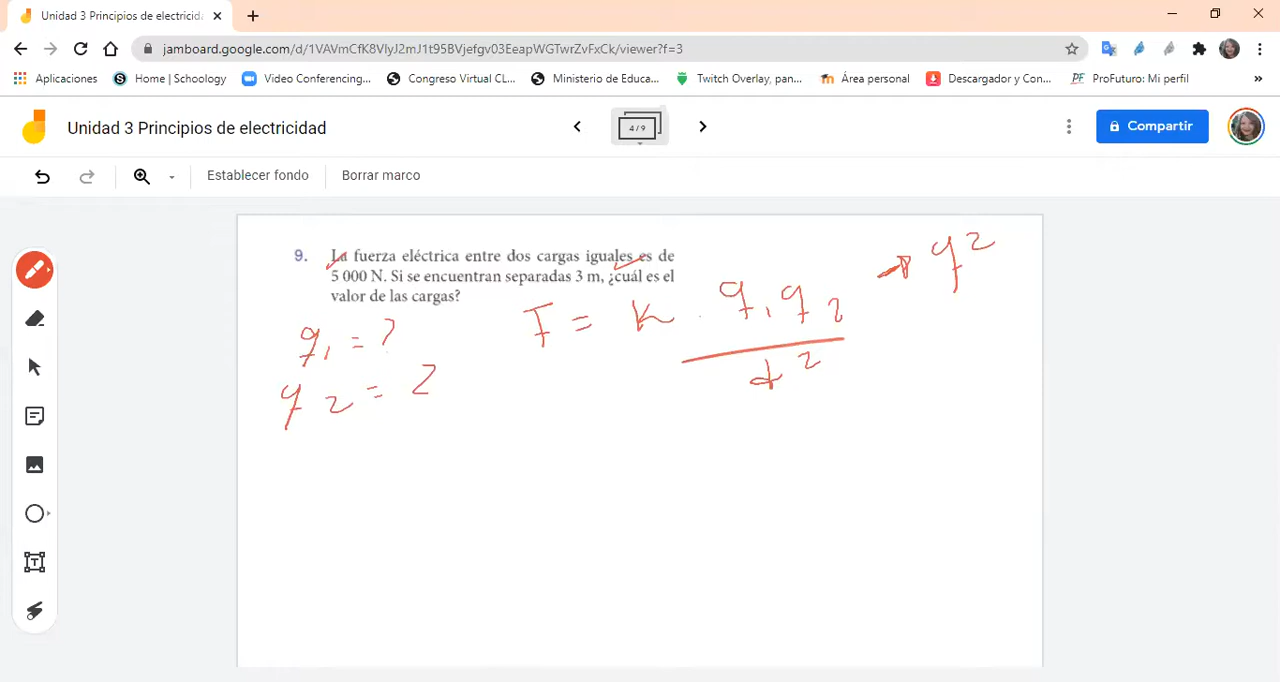 Unidad 3 Principios de electricida
jamboard.google.com/d/1VAVmCfK8VlyJ2mJ1t95BVjefgv03EeapWGTwrZvFxCk/viewer?f=3
Aplicaciones Home | Schoology Video Conferencing... Congreso Virtual CL... Ministerio de Educa... Twitch Overlay, pan... Área personal Descargador y Con... ProFuturo: Mi perfil »
Unidad 3 Principios de electricidad
4 / 9
Compartir
Establecer fondo Borrar marco
9. La fuerza eléctrica entre dos cargas iguales es de
5 000 N. Si se encuentran separadas 3 m, ¿cuál es el
valor de las cargas?
F = K . q1 q2 → q2
d2
q1 = ?
q2 = ?